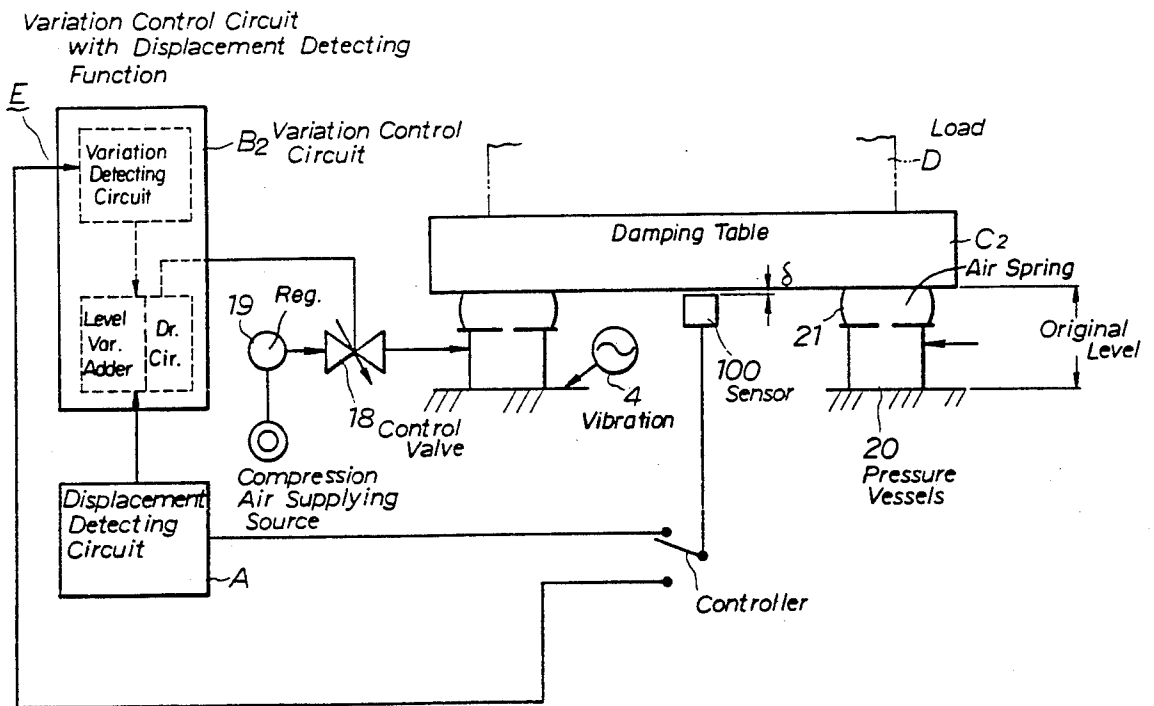 Variation Control Circuit
with Displacement Detecting
Function
E
B2 Variation Control
Circuit
Variation
Detecting
Circuit
Load
D
Damping Table
C2
δ
Air Spring
21
Original
Level
19
Reg.
Level
Var.
Adder
Dr.
Cir.
100
Sensor
4
Vibration
18 Control
Valve
20
Pressure
Vessels
Compression
Air Supplying
Source
Displacement
Detecting
Circuit
A
Controller